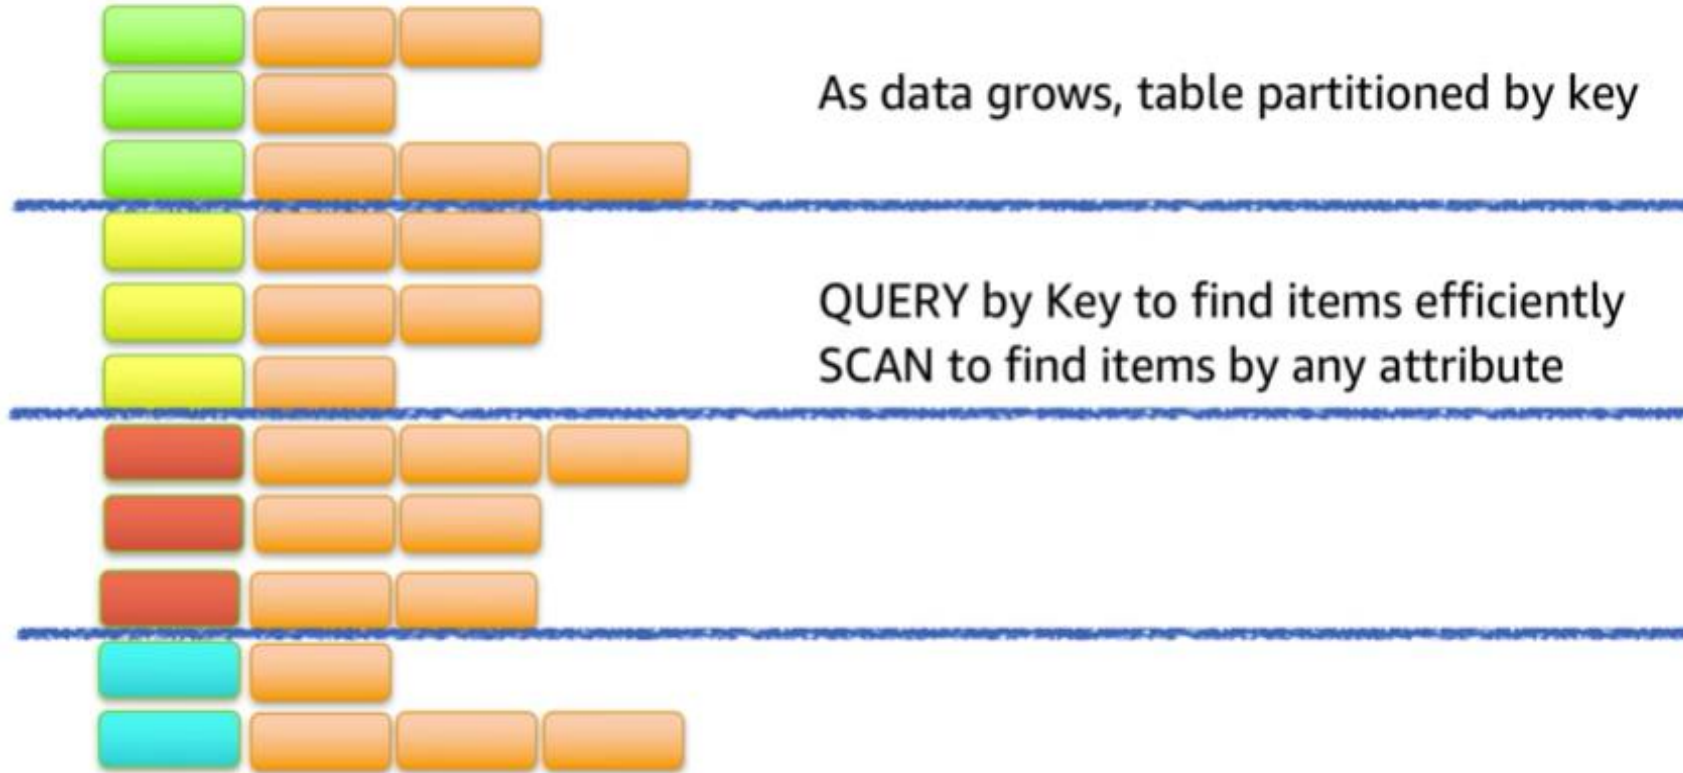 As data grows, table partitioned by key
QUERY by Key to find items efficiently
SCAN to find items by any attribute